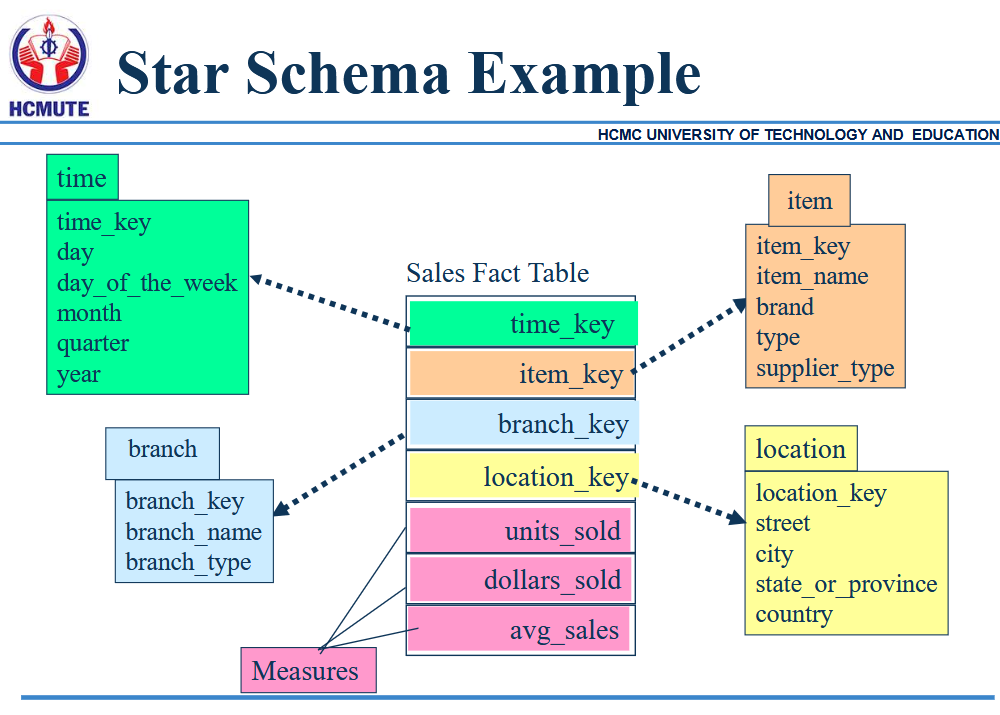 HCMUTE
Star Schema Example
HCMC UNIVERSITY OF TECHNOLOGY AND EDUCATION
time
time_key
day
day_of_the_week
month
quarter
year
item
item_key
item_name
brand
type
supplier_type
Sales Fact Table
time_key
item_key
branch_key
location_key
units_sold
dollars_sold
avg_sales
branch
branch_key
branch_name
branch_type
location
location_key
street
city
state_or_province
country
Measures